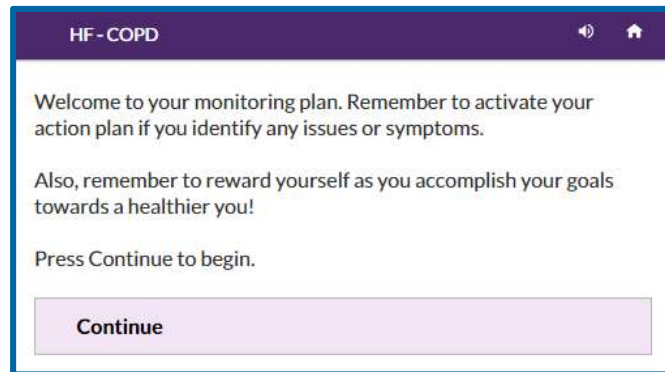 HF - COPD
Welcome to your monitoring plan. Remember to activate your
action plan if you identify any issues or symptoms.
Also, remember to reward yourself as you accomplish your goals
towards a healthier you!
Press Continue to begin.
Continue